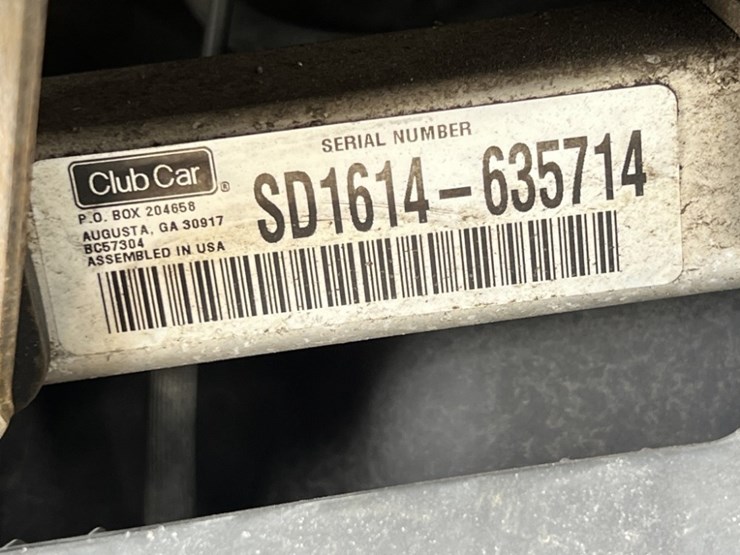 SERIAL NUMBER
Club Car ®
SD1614-635714
P.O. BOX 204658
AUGUSTA, GA 30917
BC57304
ASSEMBLED IN USA